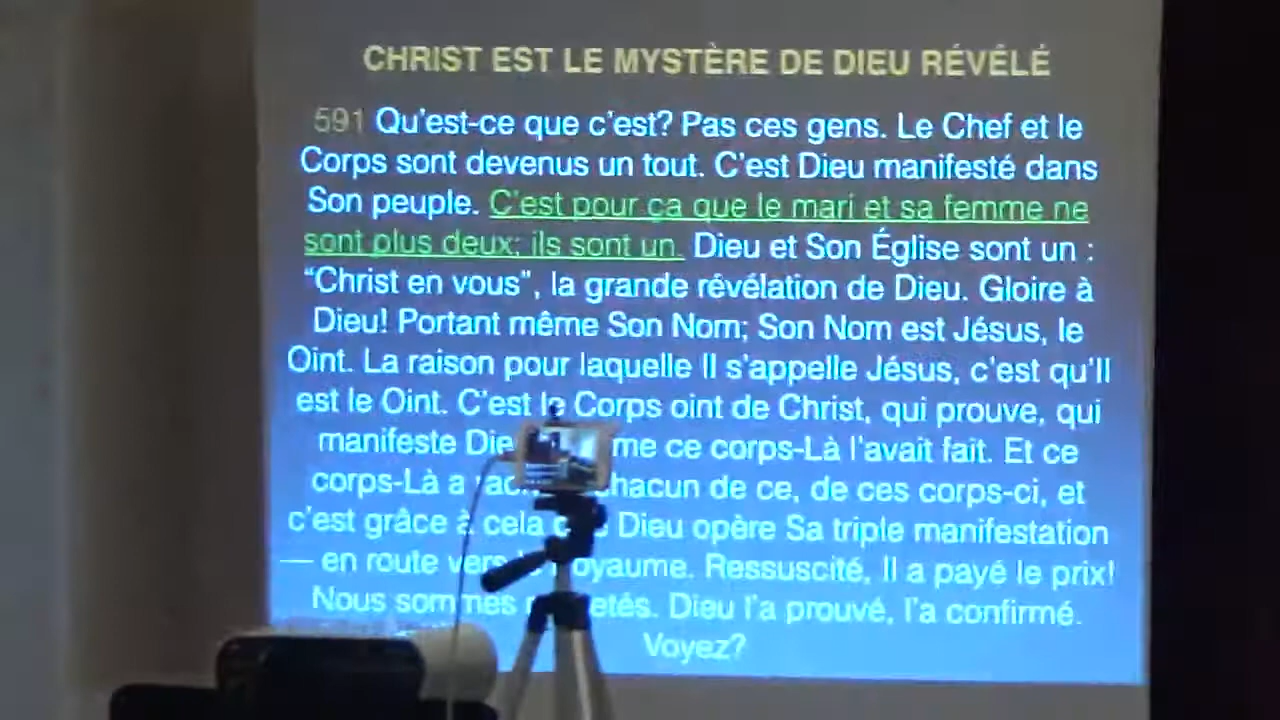 CHRIST EST LE MYSTÈRE DE DIEU RÉVÉLÉ
591 Qu'est-ce que c'est? Pas ces gens. Le Chef et le
Corps sont devenus un tout. C'est Dieu manifesté dans
Son peuple. C'est pour ça que le mari et sa femme ne
sont plus deux; ils sont un. Dieu et Son Église sont un :
“Christ en vous”, la grande révélation de Dieu. Gloire à
Dieu! Portant même Son Nom; Son Nom est Jésus, le
Oint. La raison pour laquelle Il s'appelle Jésus, c'est qu'Il
est le Oint. C'est le Corps oint de Christ, qui prouve, qui
manifeste me ce corps-Là l'avait fait. Et ce
corps-Là a chacun de ce, de ces corps-ci, et
c'est grâce à cela Dieu opère Sa triple manifestation
— en route vers oyaume. Ressuscité, Il a payé le prix!
Nous sommes etés. Dieu l'a prouvé, l'a confirmé.
Voyez?